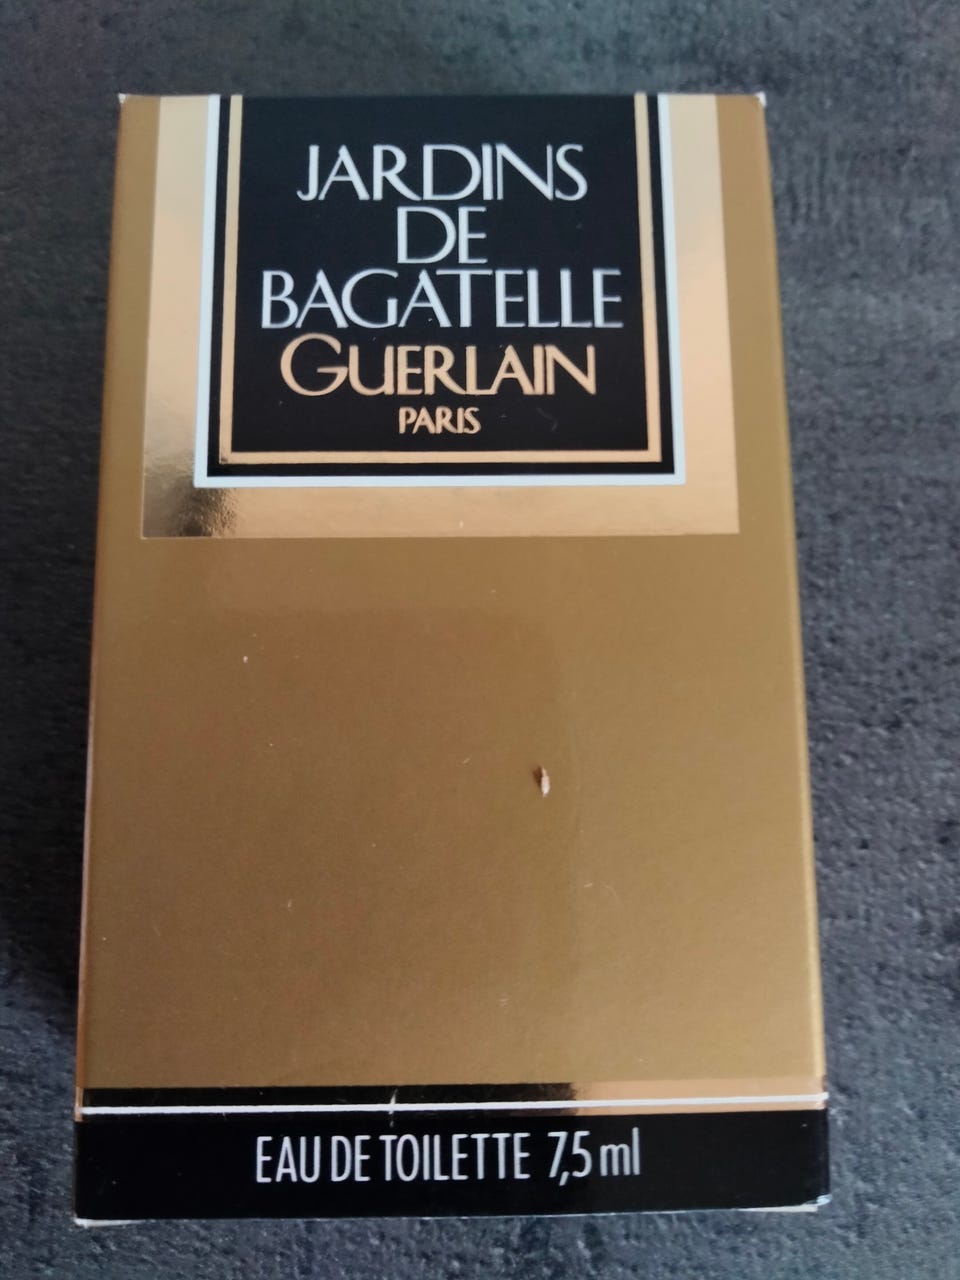 JARDINS
DE
BAGATELLE
GUERLAIN
PARIS
EAU DE TOILETTE 7,5 ml